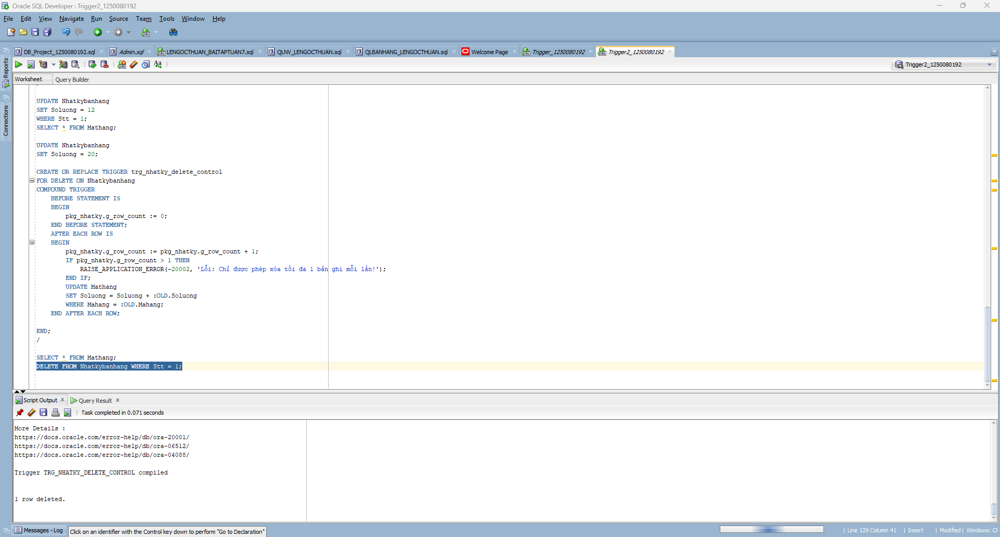 Oracle SQL Developer : Trigger2_1250080192
File Edit View Navigate Run Source Team Tools Window Help
DB_Project_1250080192.sql Admin.sql LENGOCTHUAN_BAITAPTUAN7.sql QLNV_LENGOCTHUAN.sql QLBANHANG_LENGOCTHUAN.sql Welcome Page Trigger_1250080192 Trigger2_1250080192
Trigger2_1250080192
Reports
Connections
Worksheet Query Builder
UPDATE Nhatkybanhang
SET Soluong = 12
WHERE Stt = 1;
SELECT * FROM Mathang;
UPDATE Nhatkybanhang
SET Soluong = 20;
CREATE OR REPLACE TRIGGER trg_nhatky_delete_control
FOR DELETE ON Nhatkybanhang
COMPOUND TRIGGER
BEFORE STATEMENT IS
BEGIN
pkg_nhatky.g_row_count := 0;
END BEFORE STATEMENT;
AFTER EACH ROW IS
BEGIN
pkg_nhatky.g_row_count := pkg_nhatky.g_row_count + 1;
IF pkg_nhatky.g_row_count > 1 THEN
RAISE_APPLICATION_ERROR(-20002, 'Lỗi: Chỉ được phép xóa tối đa 1 bản ghi mỗi lần!');
END IF;
UPDATE Mathang
SET Soluong = Soluong + :OLD.Soluong
WHERE Mahang = :OLD.Mahang;
END AFTER EACH ROW;
END;
/
SELECT * FROM Mathang;
DELETE FROM Nhatkybanhang WHERE Stt = 1;
Script Output x Query Result x
Task completed in 0.071 seconds
More Details :
https://docs.oracle.com/error-help/db/ora-20001/
https://docs.oracle.com/error-help/db/ora-06512/
https://docs.oracle.com/error-help/db/ora-04088/
Trigger TRG_NHATKY_DELETE_CONTROL compiled
1 row deleted.
Messages - Log Click on an identifier with the Control key down to perform "Go to Declaration" | Line 129 Column 41 | Insert | Modified | Windows: CF